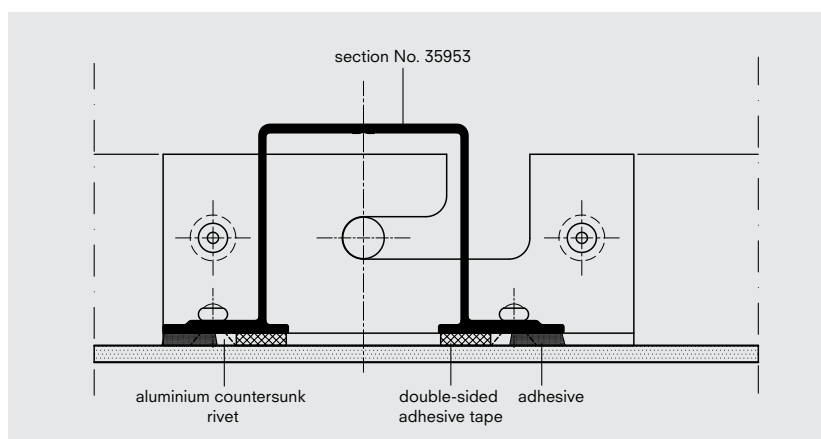 section No. 35953
aluminium countersunk
rivet
double-sided
adhesive tape
adhesive